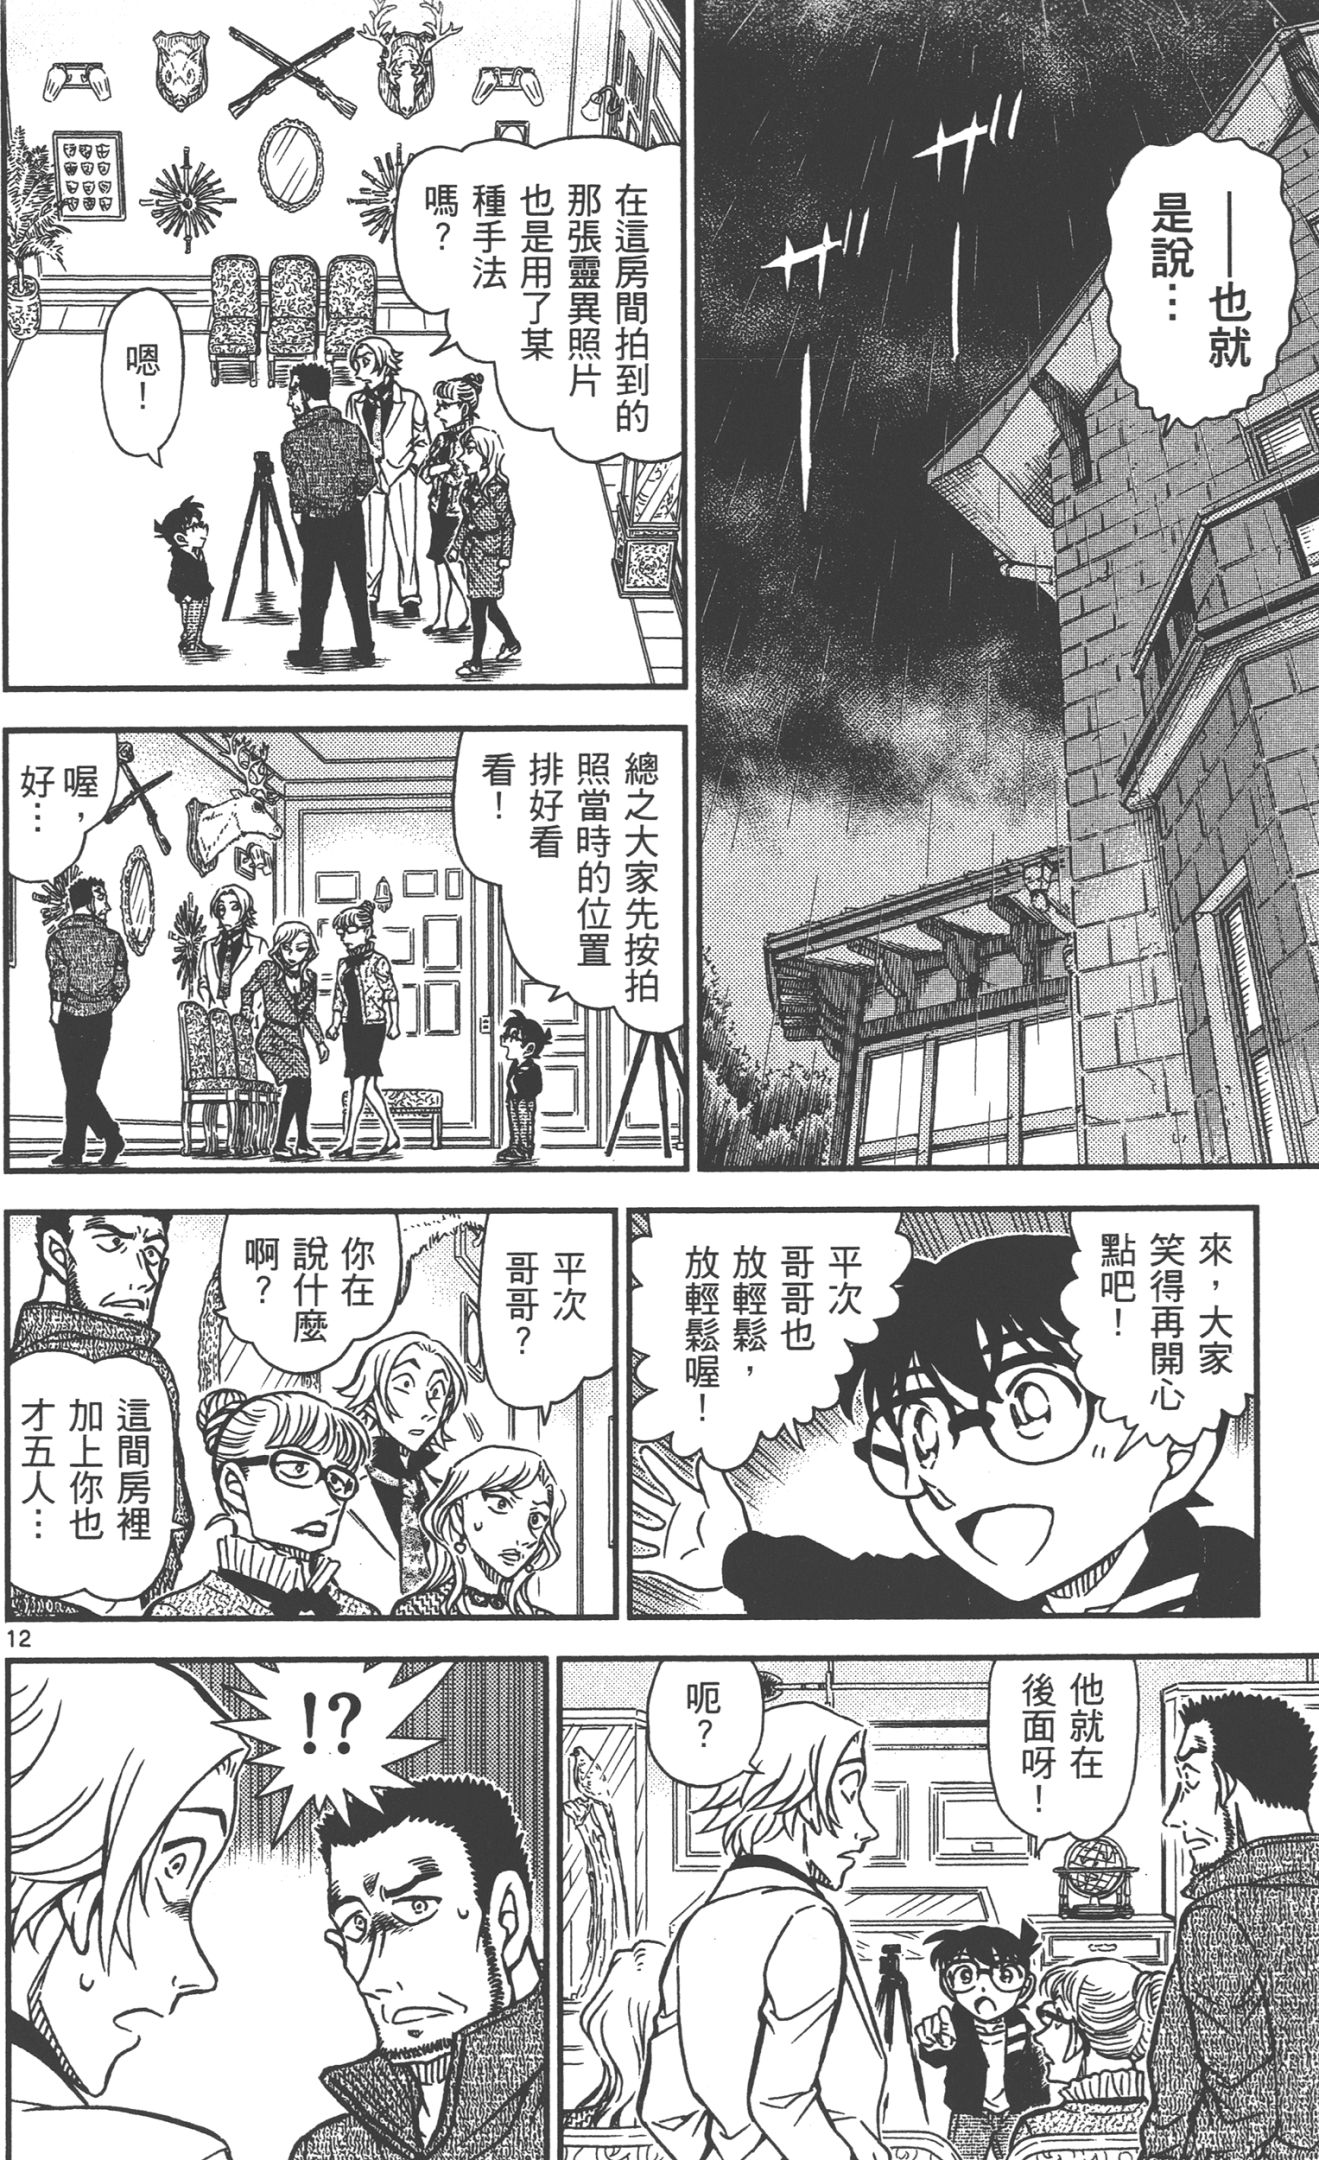 ——也就
是說…
在這房間拍到的
那張靈異照片
也是用了某
種手法
嗎？
嗯！
總之大家先按拍
照當時的位置
排好看
看！
喔，
好…
來，大家
笑得再開心
點吧！
平次
哥哥也
放輕鬆，
放輕鬆喔！
平次
哥哥？
你在
說什麼
啊？
這間房裡
加上你也
才五人…
12
他就在
後面呀！
呃？
!?